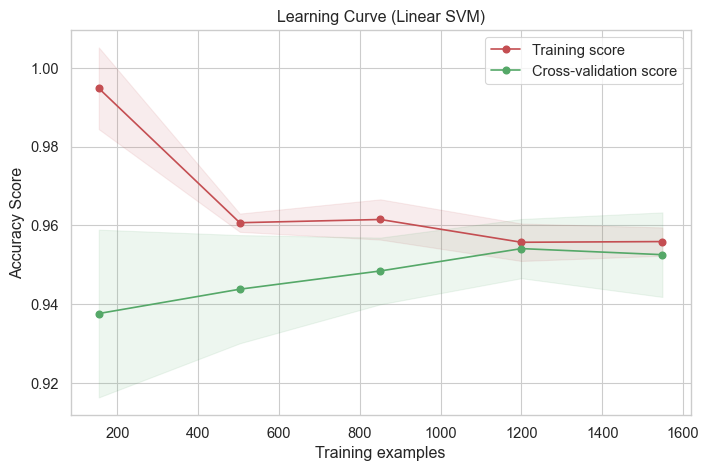 Learning Curve (Linear SVM)
Training score
Cross-validation score
Accuracy Score
1.00
0.98
0.96
0.94
0.92
200 400 600 800 1000 1200 1400 1600
Training examples